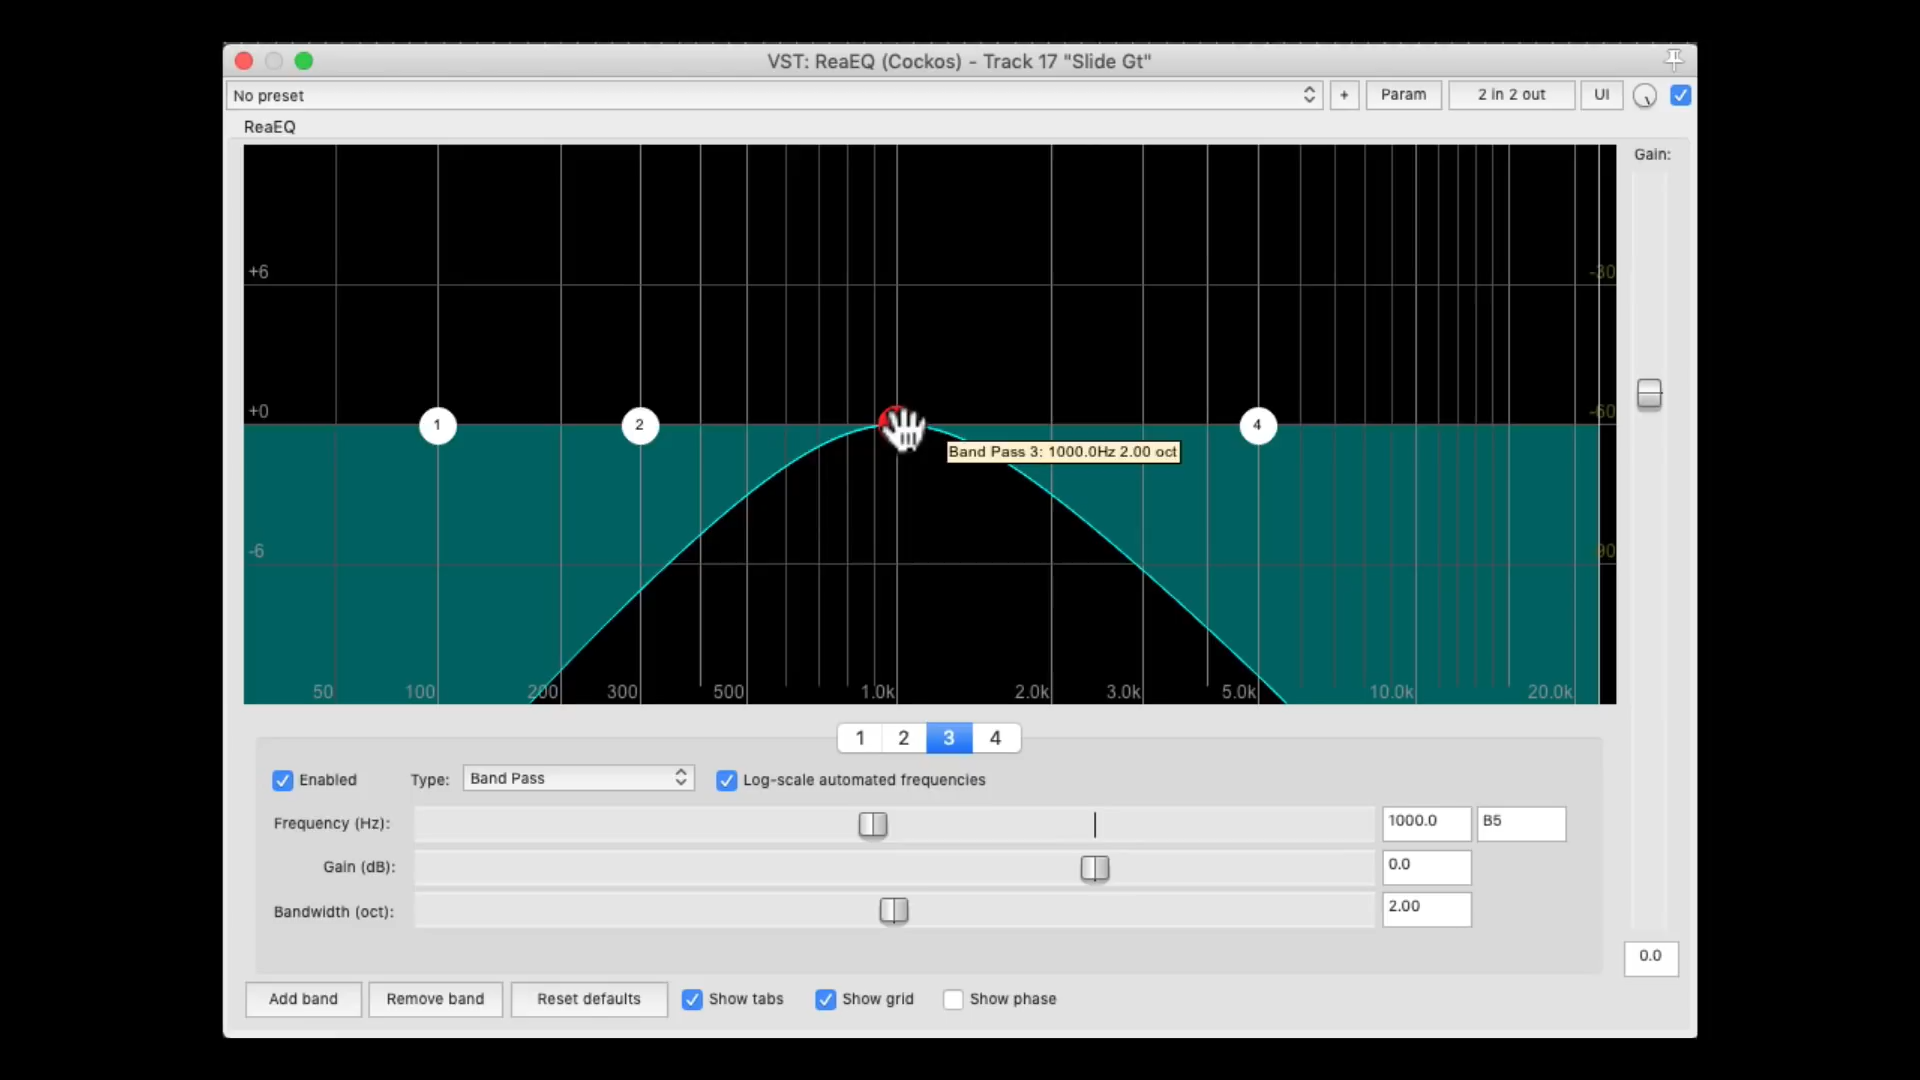 VST: ReaEQ (Cockos) - Track 17 "Slide Gt"
No preset
+
Param
2 in 2 out
UI
ReaEQ
Gain:
+6
-30
+0
-60
1
2
4
Band Pass 3: 1000.0Hz 2.00 oct
-6
90
50
100
200
300
500
1.0k
2.0k
3.0k
5.0k
10.0k
20.0k
1 2 3 4
Enabled
Type:
Band Pass
Log-scale automated frequencies
Frequency (Hz):
1000.0
B5
Gain (dB):
0.0
Bandwidth (oct):
2.00
0.0
Add band
Remove band
Reset defaults
Show tabs
Show grid
Show phase